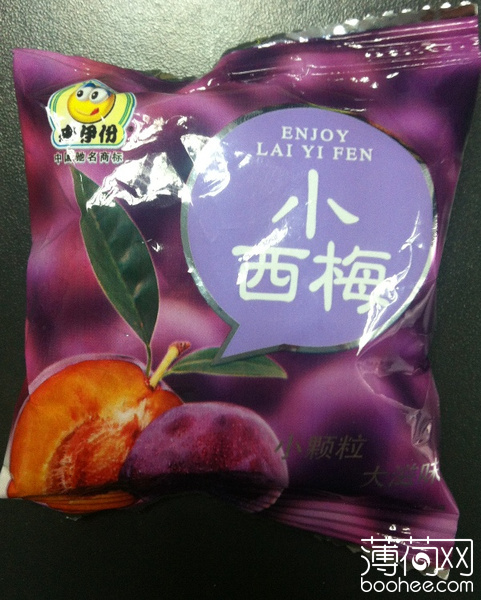 伊份
中国驰名商标
ENJOY
LAI YI FEN
小
西梅
小颗粒
大滋味
薄荷网
boohee.com